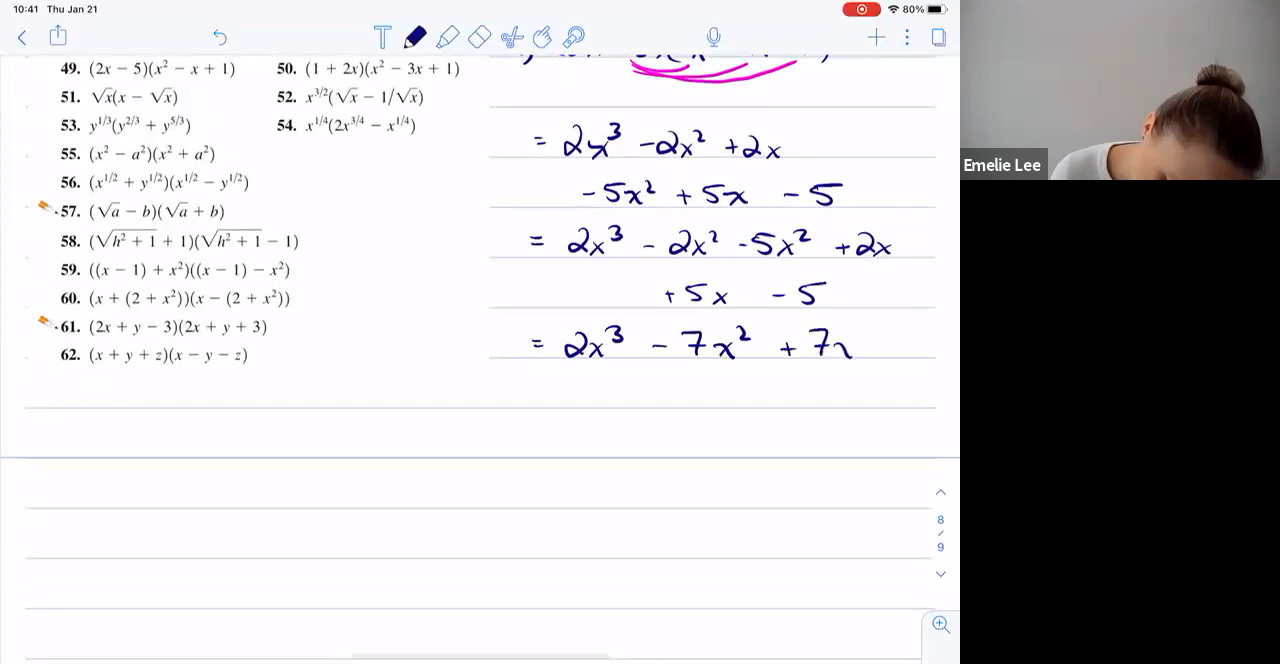 10:41 Thu Jan 21
80%
49. (2x − 5)(x² − x + 1)
50. (1 + 2x)(x² − 3x + 1)
51. √x(x − √x)
52. x^{3/2}(√x − 1/√x)
53. y^{1/3}(y^{2/3} + y^{5/3})
54. x^{1/4}(2x^{3/4} − x^{1/4})
55. (x² − a²)(x² + a²)
56. (x^{1/2} + y^{1/2})(x^{1/2} − y^{1/2})
57. (√a − b)(√a + b)
58. (√(h² + 1) + 1)(√(h² + 1) − 1)
59. ((x − 1) + x²)((x − 1) − x²)
60. (x + (2 + x²))(x − (2 + x²))
61. (2x + y − 3)(2x + y + 3)
62. (x + y + z)(x − y − z)
= 2x³ − 2x² + 2x
− 5x² + 5x − 5
= 2x³ − 2x² − 5x² + 2x
+ 5x − 5
= 2x³ − 7x² + 7
8
/
9
Emelie Lee